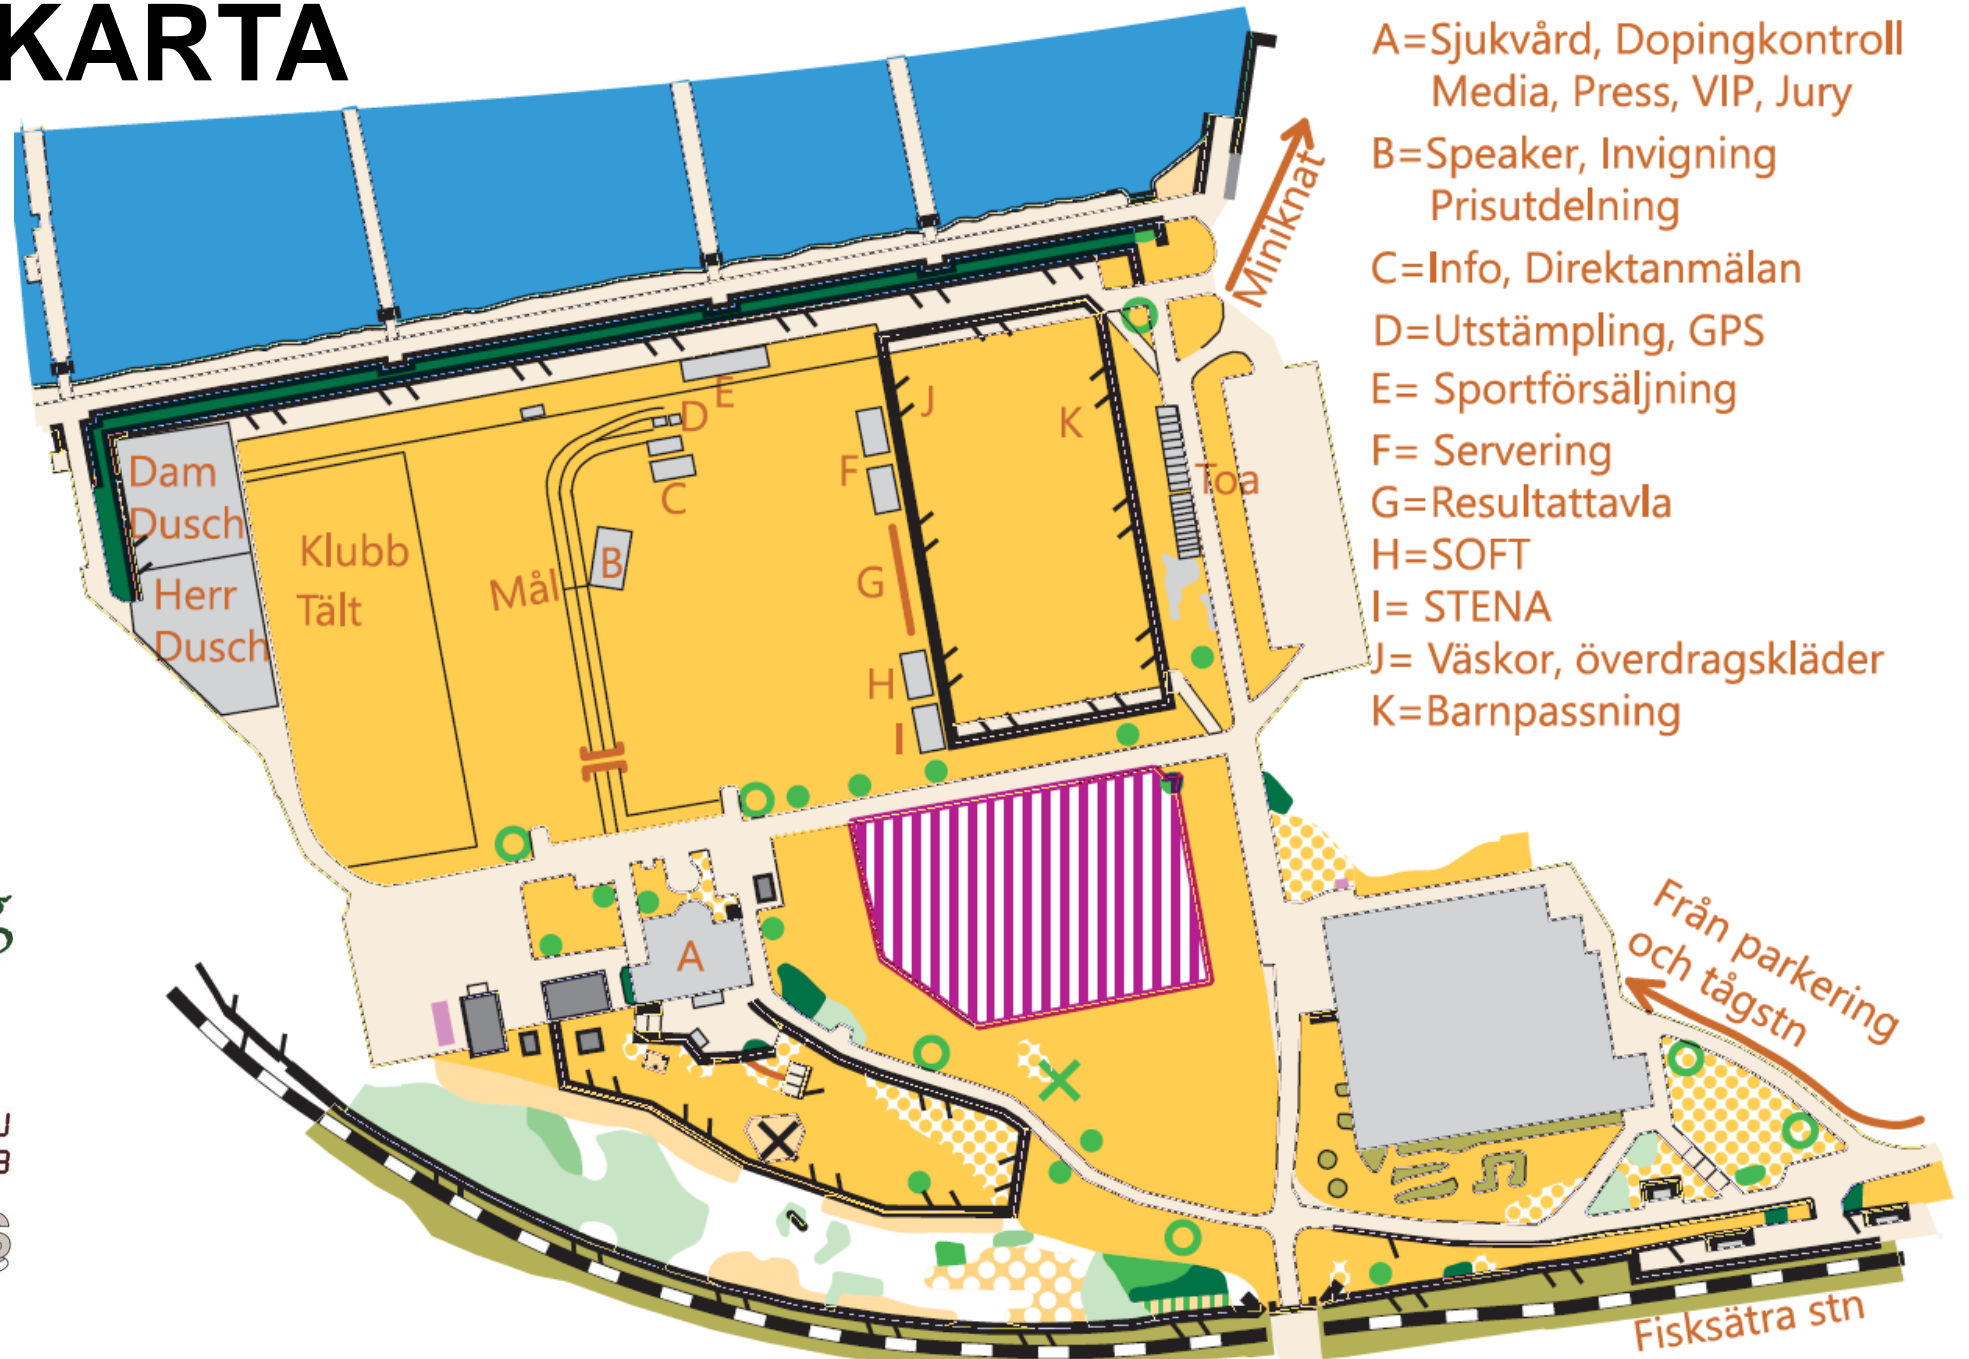 KARTA
A=Sjukvård, Dopingkontroll
Media, Press, VIP, Jury
B=Speaker, Invigning
Prisutdelning
C=Info, Direktanmälan
D=Utstämpling, GPS
E= Sportförsäljning
F= Servering
G=Resultattavla
H=SOFT
I= STENA
J= Väskor, överdragskläder
K=Barnpassning
Miniknat
E
D
J
K
Dam
Dusch
F
Toa
C
Klubb
Tält
B
Mål
G
Herr
Dusch
H
I
A
Från parkering
och tågstn
Fisksätra stn